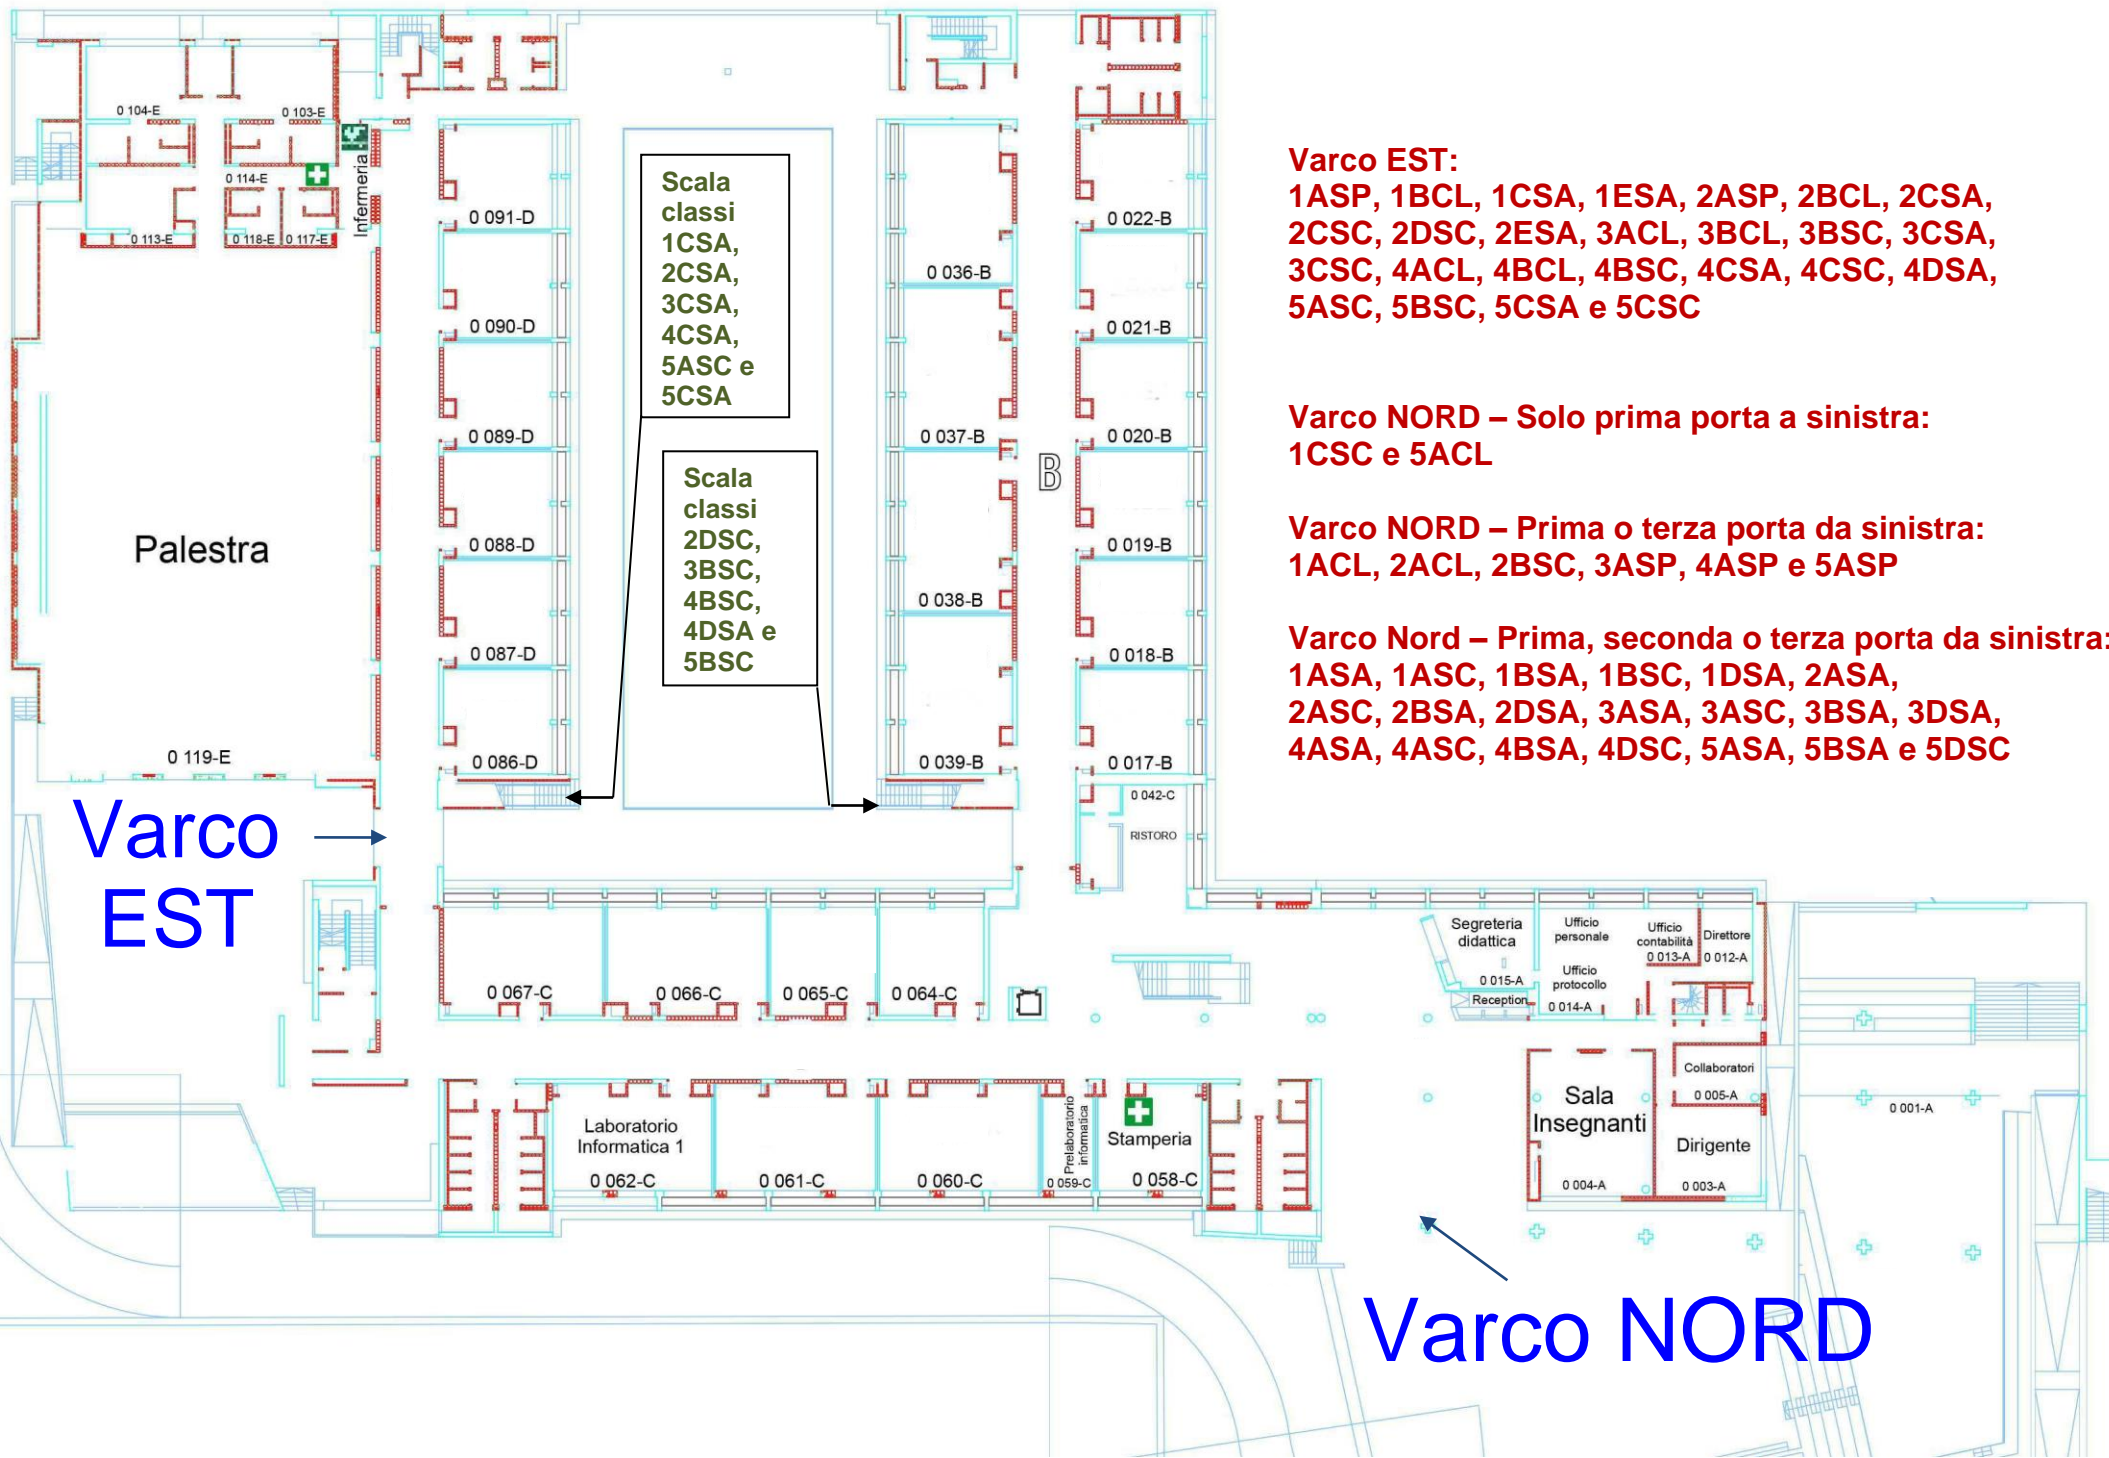 0 104-E
0 103-E
0 114-E
Infermeria
0 113-E
0 118-E
0 117-E
Palestra
0 119-E
Varco
EST
0 091-D
0 090-D
0 089-D
0 088-D
0 087-D
0 086-D
Scala
classi
1CSA,
2CSA,
3CSA,
4CSA,
5ASC e
5CSA
Scala
classi
2DSC,
3BSC,
4BSC,
4DSA e
5BSC
0 036-B
0 037-B
0 038-B
0 039-B
B
0 022-B
0 021-B
0 020-B
0 019-B
0 018-B
0 017-B
0 042-C
RISTORO
Varco EST:
1ASP, 1BCL, 1CSA, 1ESA, 2ASP, 2BCL, 2CSA,
2CSC, 2DSC, 2ESA, 3ACL, 3BCL, 3BSC, 3CSA,
3CSC, 4ACL, 4BCL, 4BSC, 4CSA, 4CSC, 4DSA,
5ASC, 5BSC, 5CSA e 5CSC
Varco NORD – Solo prima porta a sinistra:
1CSC e 5ACL
Varco NORD – Prima o terza porta da sinistra:
1ACL, 2ACL, 2BSC, 3ASP, 4ASP e 5ASP
Varco Nord – Prima, seconda o terza porta da sinistra:
1ASA, 1ASC, 1BSA, 1BSC, 1DSA, 2ASA,
2ASC, 2BSA, 2DSA, 3ASA, 3ASC, 3BSA, 3DSA,
4ASA, 4ASC, 4BSA, 4DSC, 5ASA, 5BSA e 5DSC
0 067-C
0 066-C
0 065-C
0 064-C
Segreteria
didattica
0 015-A
Reception
Ufficio
personale
Ufficio
protocollo
0 014-A
Ufficio
contabilità
0 013-A
Direttore
0 012-A
Laboratorio
Informatica 1
0 062-C
0 061-C
0 060-C
Prelaboratorio
informatica
0 059-C
Stamperia
0 058-C
Sala
Insegnanti
0 004-A
Collaboratori
0 005-A
Dirigente
0 003-A
0 001-A
Varco NORD